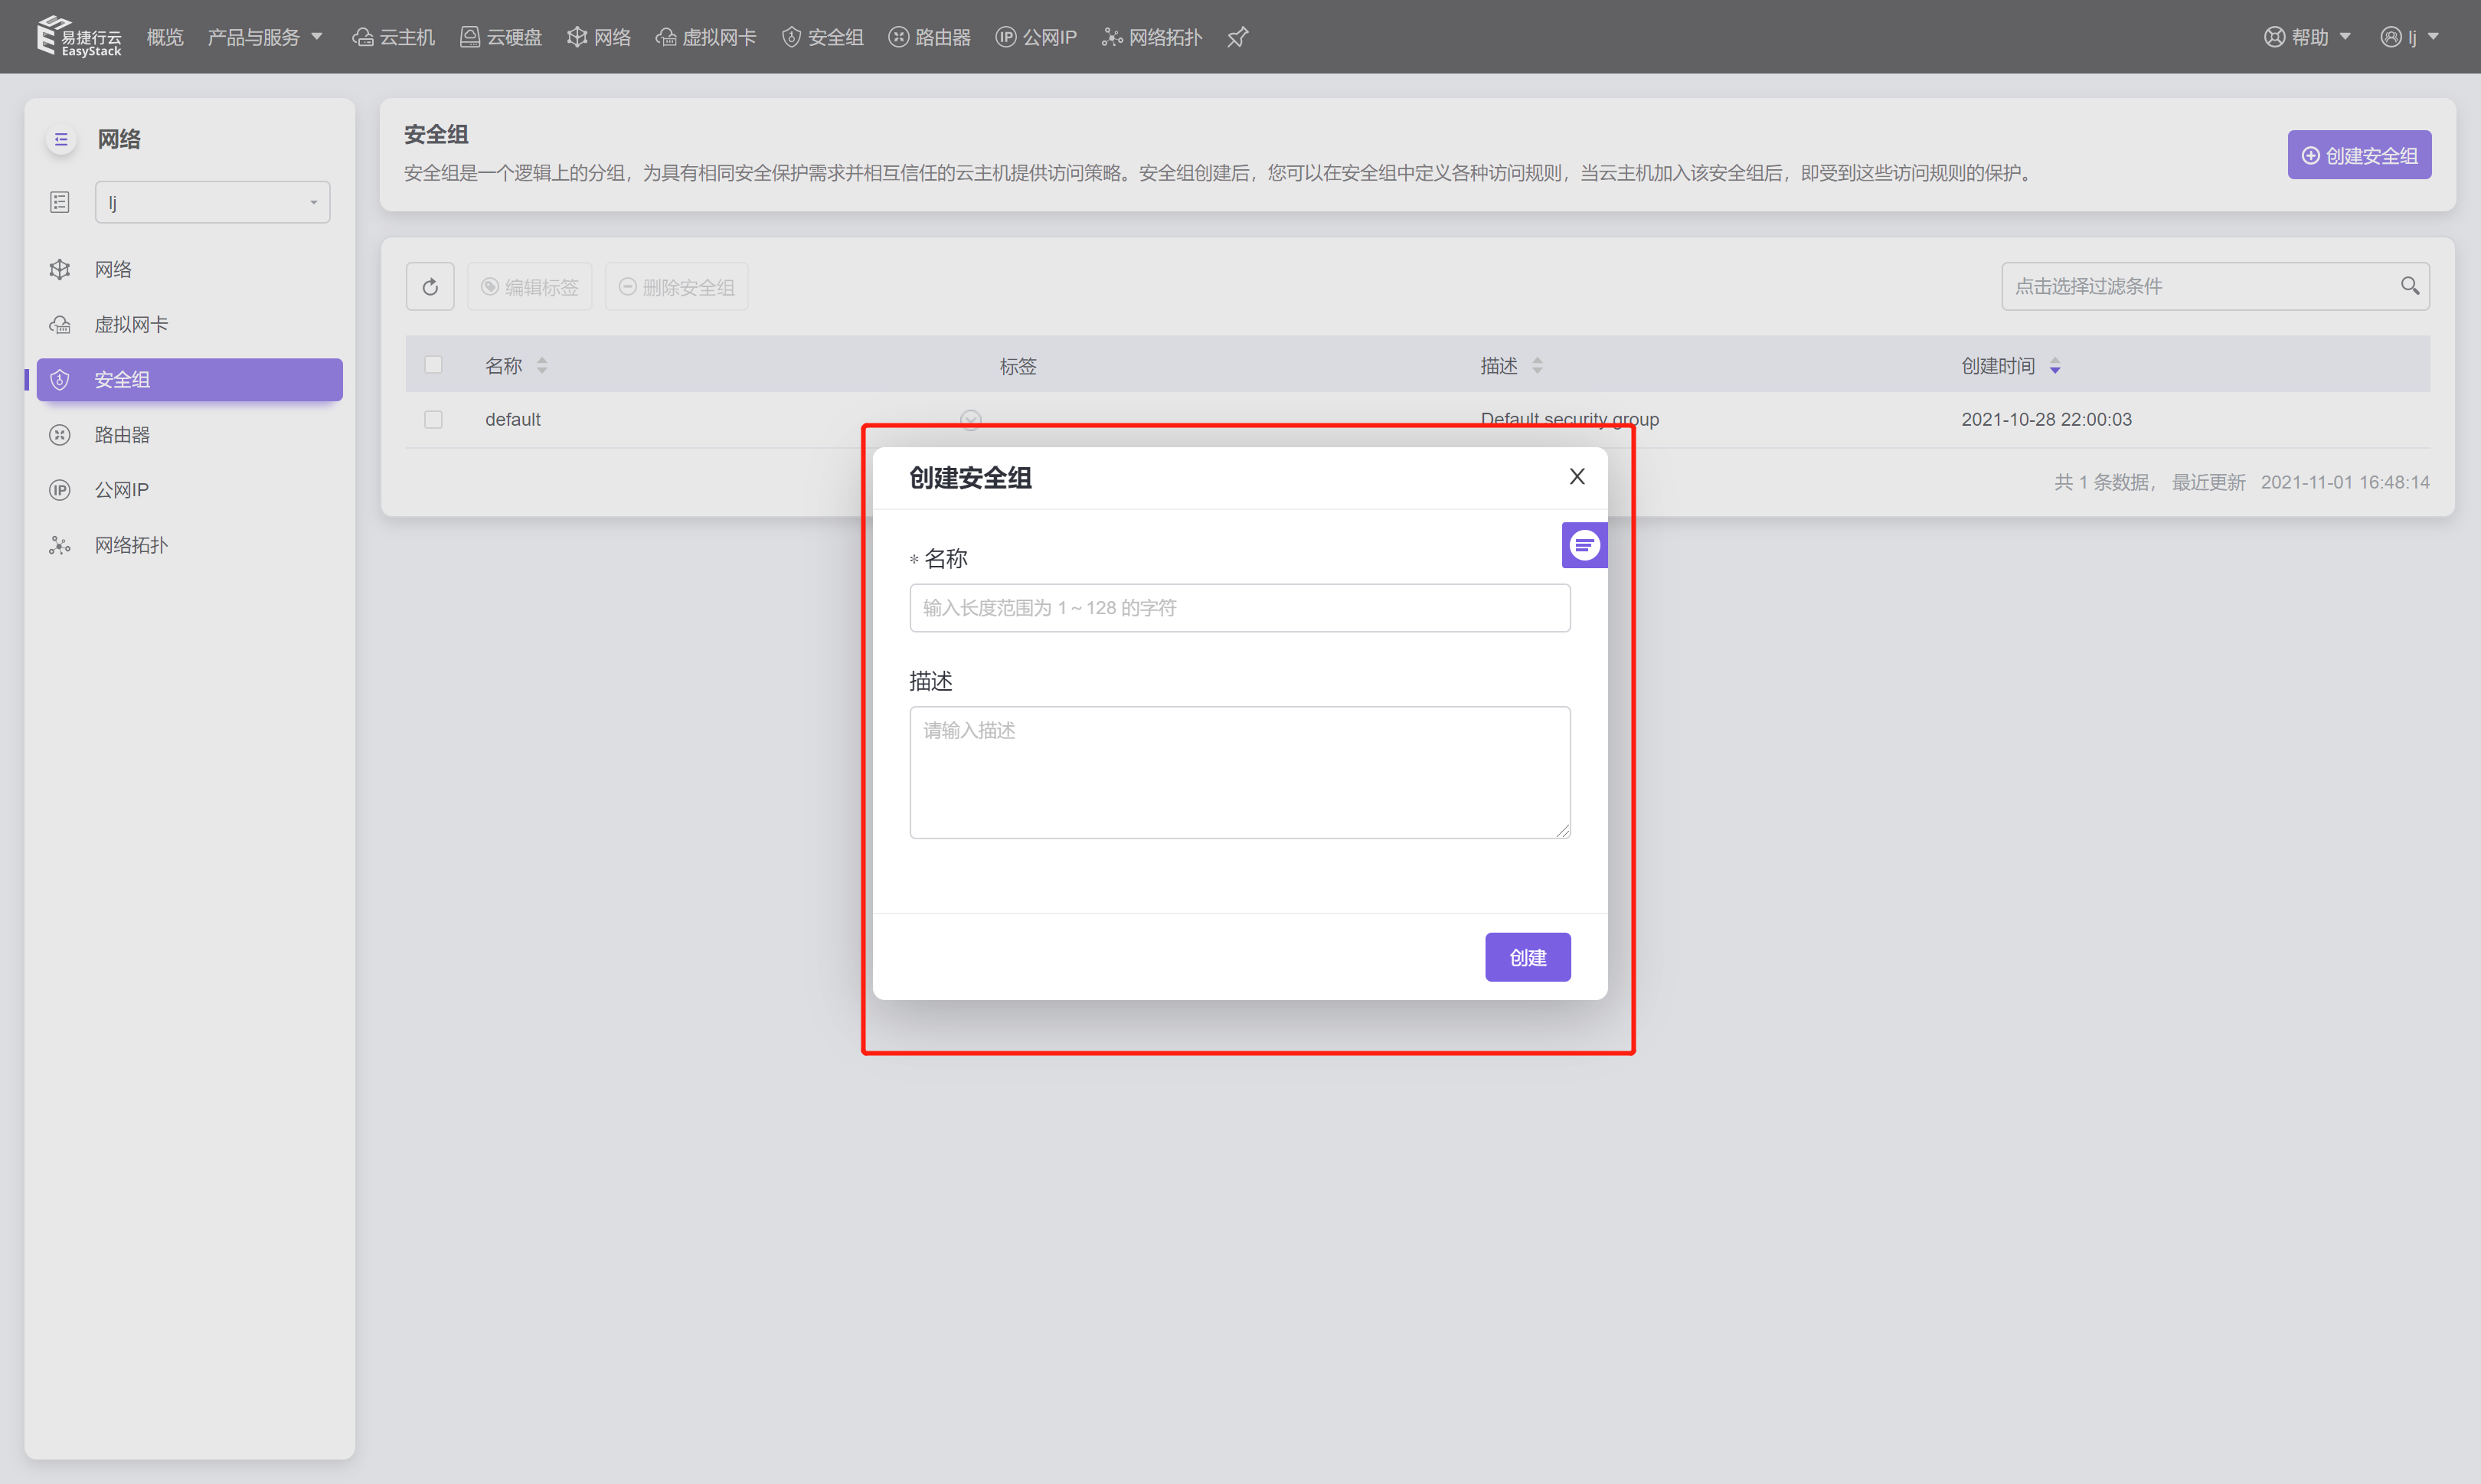 易捷行云
EasyStack
概览 产品与服务 云主机 云硬盘 网络 虚拟网卡 安全组 路由器 IP 公网IP 网络拓扑 帮助 lj
网络
lj
网络
虚拟网卡
安全组
路由器
IP 公网IP
网络拓扑
安全组
安全组是一个逻辑上的分组，为具有相同安全保护需求并相互信任的云主机提供访问策略。安全组创建后，您可以在安全组中定义各种访问规则，当云主机加入该安全组后，即受到这些访问规则的保护。
创建安全组
编辑标签 删除安全组 点击选择过滤条件
名称 标签 描述 创建时间
default Default security group 2021-10-28 22:00:03
共 1 条数据， 最近更新 2021-11-01 16:48:14
创建安全组 X
* 名称
输入长度范围为 1 ~ 128 的字符
描述
请输入描述
创建